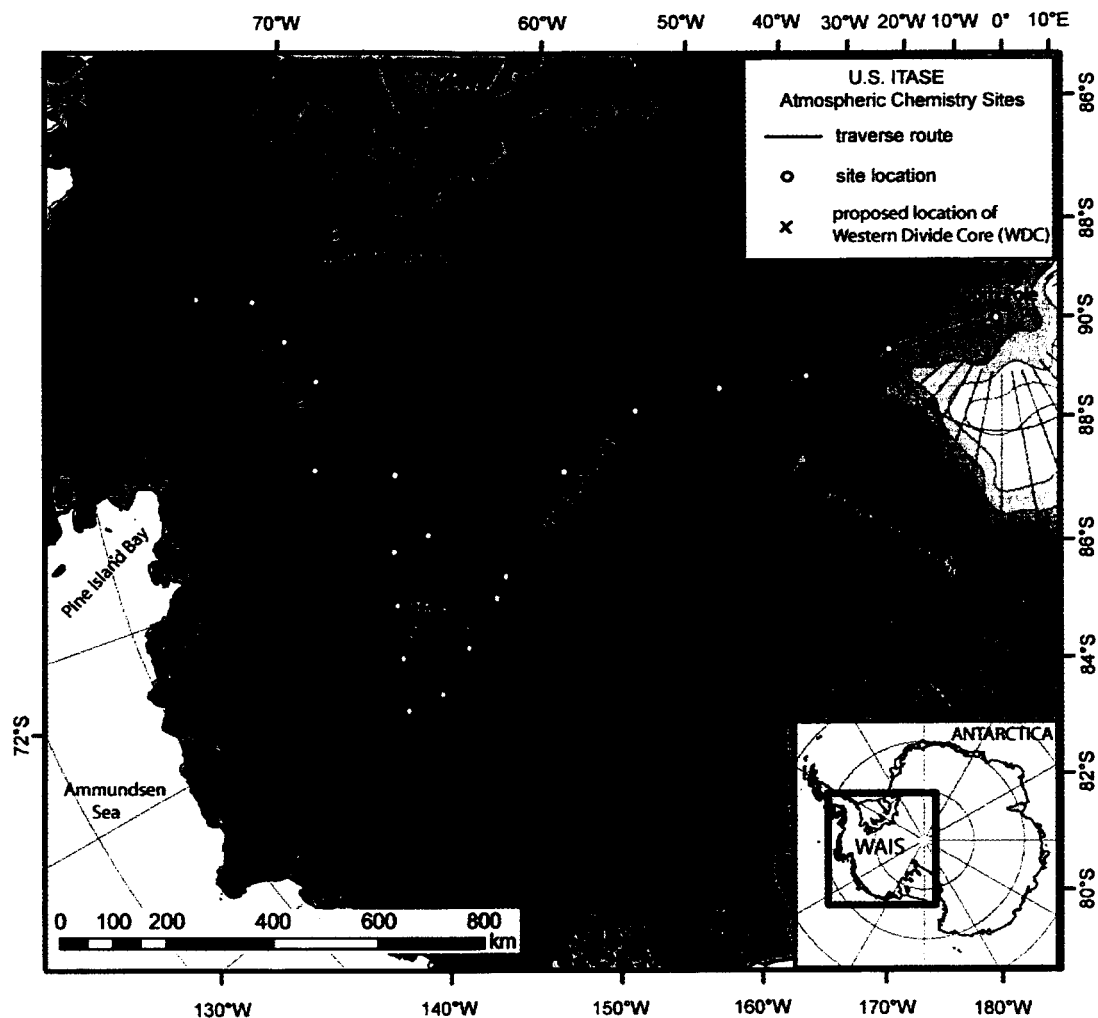 70°W 60°W 50°W 40°W 30°W 20°W 10°W 0° 10°E
U.S. ITASE
Atmospheric Chemistry Sites
traverse route
site location
proposed location of
Western Divide Core (WDC)
86°S
88°S
90°S
88°S
86°S
84°S
82°S
80°S
Pine Island Bay
72°S
Ammundsen
Sea
ANTARCTICA
WAIS
0 100 200 400 600 800
km
130°W 140°W 150°W 160°W 170°W 180°W